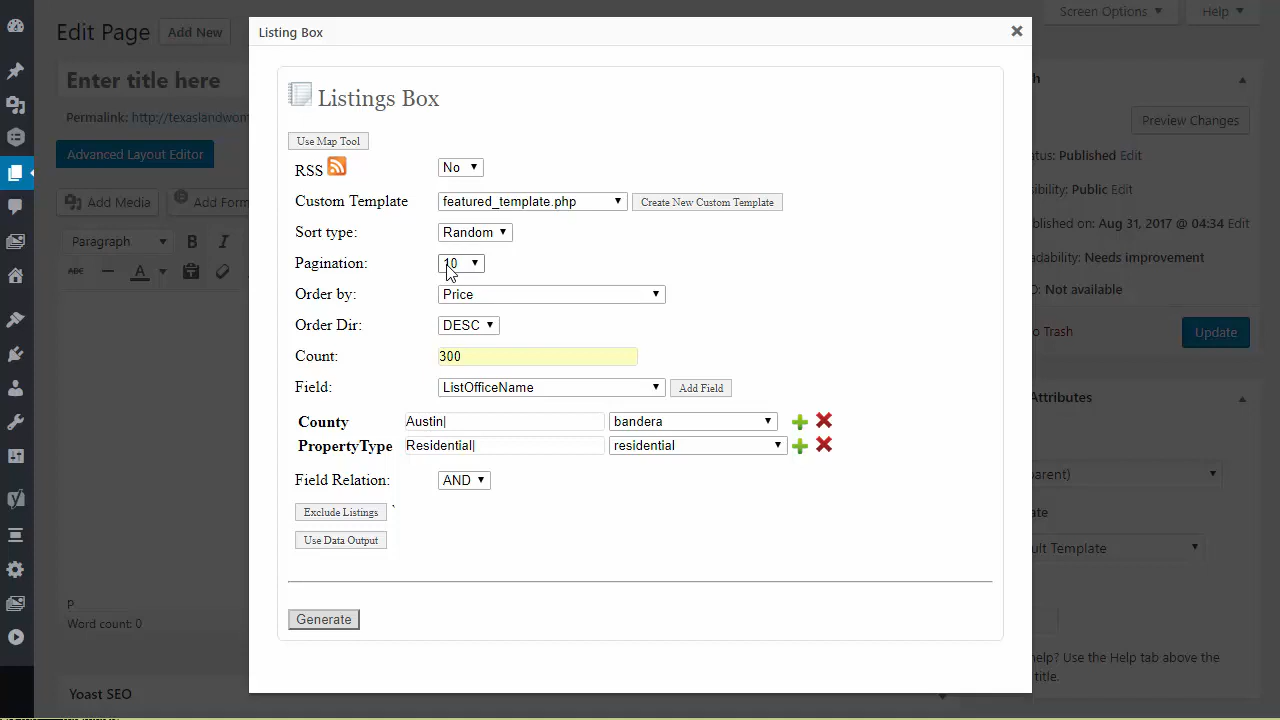 Edit Page
Add New
Screen Options
Help
Enter title here
Permalink: http://texaslandwom
Advanced Layout Editor
Add Media
Add Form
Paragraph
B
I
ABC
A
P
Word count: 0
Yoast SEO
Listing Box
Listings Box
Use Map Tool
RSS
No
Custom Template
featured_template.php
Create New Custom Template
Sort type:
Random
Pagination:
10
Order by:
Price
Order Dir:
DESC
Count:
300
Field:
ListOfficeName
Add Field
County
Austin|
bandera
PropertyType
Residential|
residential
Field Relation:
AND
Exclude Listings
`
Use Data Output
Generate
h
Preview Changes
atus: Published Edit
sibility: Public Edit
blished on: Aug 31, 2017 @ 04:34 Edit
adability: Needs improvement
O: Not available
o Trash
Update
Attributes
parent)
ate
ult Template
help? Use the Help tab above the
title.